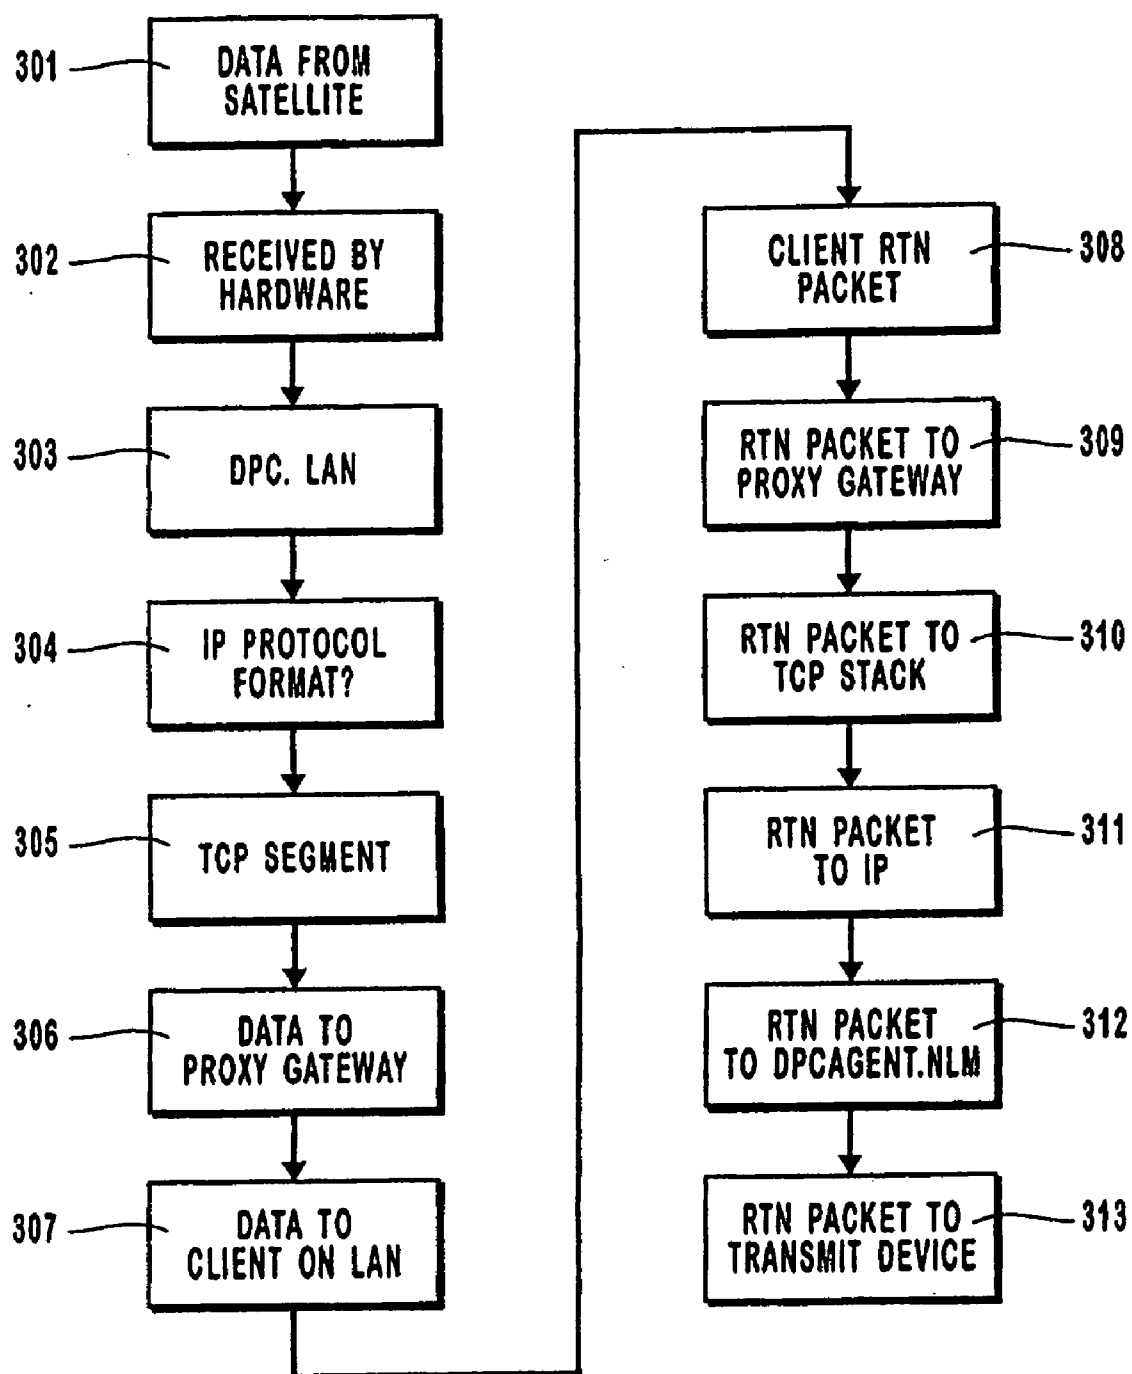 301
DATA FROM
SATELLITE
302
RECEIVED BY
HARDWARE
303
DPC. LAN
304
IP PROTOCOL
FORMAT?
305
TCP SEGMENT
306
DATA TO
PROXY GATEWAY
307
DATA TO
CLIENT ON LAN
CLIENT RTN
PACKET
308
RTN PACKET TO
PROXY GATEWAY
309
RTN PACKET TO
TCP STACK
310
RTN PACKET
TO IP
311
RTN PACKET
TO DPCAGENT.NLM
312
RTN PACKET TO
TRANSMIT DEVICE
313